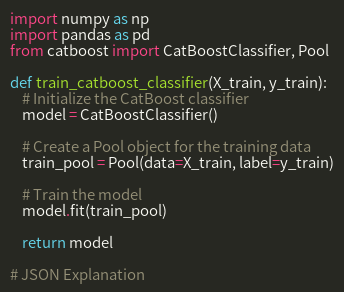 import numpy as np
import pandas as pd
from catboost import CatBoostClassifier, Pool

def train_catboost_classifier(X_train, y_train):
    # Initialize the CatBoost classifier
    model = CatBoostClassifier()

    # Create a Pool object for the training data
    train_pool = Pool(data=X_train, label=y_train)

    # Train the model
    model.fit(train_pool)

    return model

# JSON Explanation